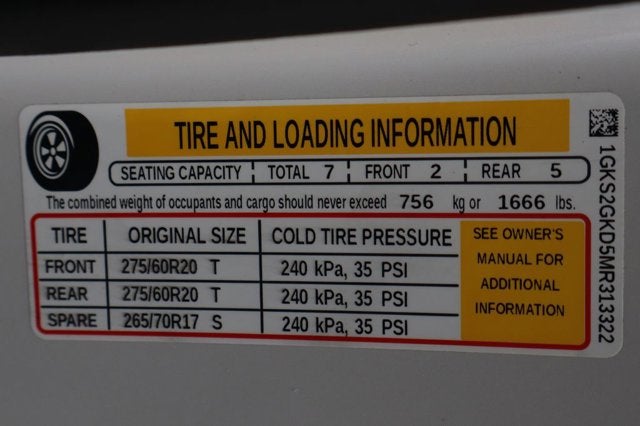 TIRE AND LOADING INFORMATION
SEATING CAPACITY TOTAL 7 FRONT 2 REAR 5
The combined weight of occupants and cargo should never exceed 756 kg or 1666 lbs.
TIRE ORIGINAL SIZE COLD TIRE PRESSURE
FRONT 275/60R20 T 240 kPa, 35 PSI
REAR 275/60R20 T 240 kPa, 35 PSI
SPARE 265/70R17 S 240 kPa, 35 PSI
SEE OWNER'S
MANUAL FOR
ADDITIONAL
INFORMATION
1GKS2GKD5MR313322